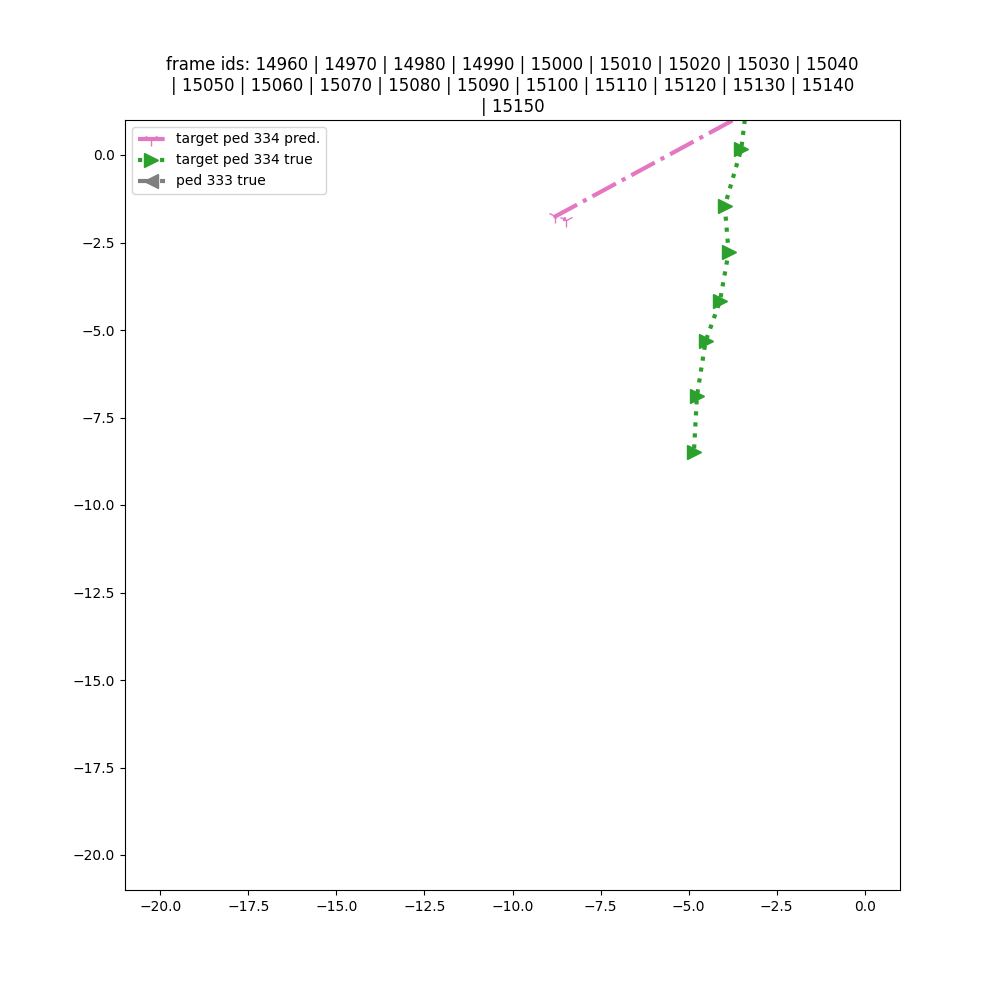 frame ids: 14960 | 14970 | 14980 | 14990 | 15000 | 15010 | 15020 | 15030 | 15040
| 15050 | 15060 | 15070 | 15080 | 15090 | 15100 | 15110 | 15120 | 15130 | 15140
| 15150
target ped 334 pred.
target ped 334 true
ped 333 true
0.0
−2.5
−5.0
−7.5
−10.0
−12.5
−15.0
−17.5
−20.0
−20.0 −17.5 −15.0 −12.5 −10.0 −7.5 −5.0 −2.5 0.0